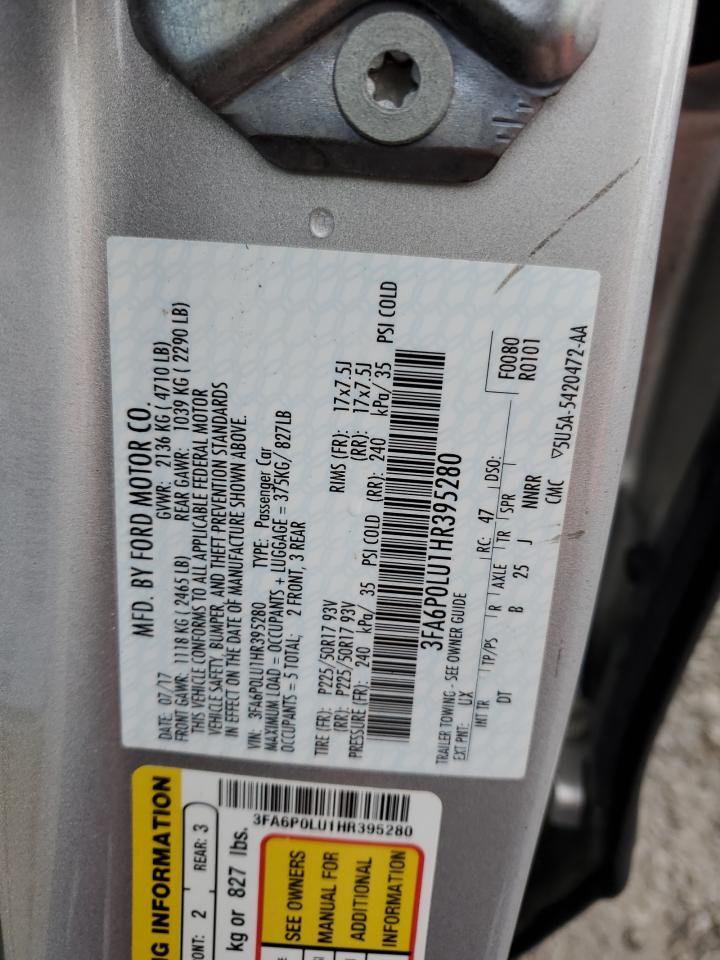 MFD. BY FORD MOTOR CO.
DATE: 07/17 GVWR: 2136 KG ( 4710 LB)
FRONT GAWR: 1118 KG ( 2465 LB) REAR GAWR: 1039 KG ( 2290 LB)
THIS VEHICLE CONFORMS TO ALL APPLICABLE FEDERAL MOTOR
VEHICLE SAFETY, BUMPER, AND THEFT PREVENTION STANDARDS
IN EFFECT ON THE DATE OF MANUFACTURE SHOWN ABOVE.
VIN: 3FA6P0LU1HR395280 TYPE: Passenger Car
MAXIMUM LOAD = OCCUPANTS + LUGGAGE = 375KG/ 827LB
OCCUPANTS = 5 TOTAL; 2 FRONT, 3 REAR
TIRE (FR): P225/50R17 93V RIMS (FR): 17x7.5J
(RR): P225/50R17 93V (RR): 17x7.5J
PRESSURE (FR): 240 kPa/ 35 PSI COLD (RR): 240 kPa/ 35 PSI COLD
3FA6P0LU1HR395280
TRAILER TOWING - SEE OWNER GUIDE
EXT PNT: UX RC: 47 DSO: F0080
R0101
INT TR TP/PS R AXLE TR SPR
DT B 25 J NNRR
CMC ▽5U5A-5420472-AA
3FA6P0LU1HR395280
NG INFORMATION
ONT: 2 REAR: 3
kg or 827 lbs.
SEE OWNERS
MANUAL FOR
ADDITIONAL
INFORMATION